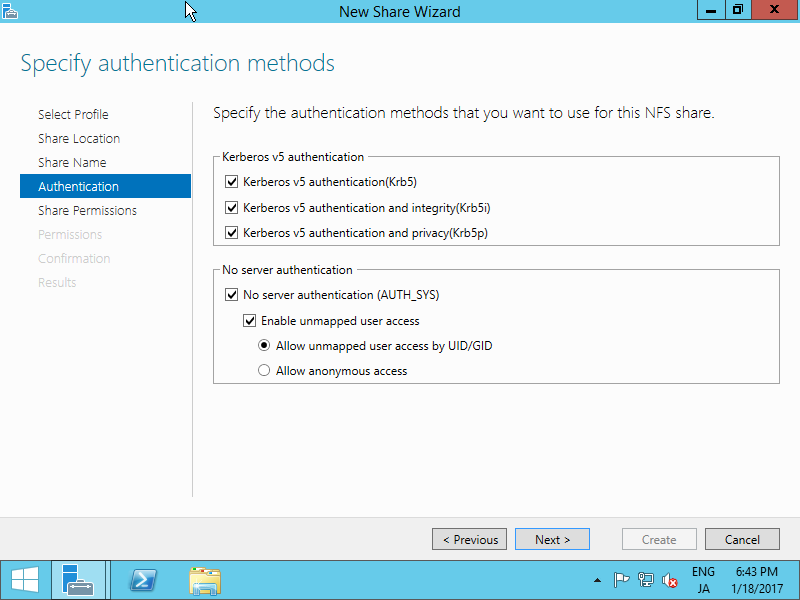 New Share Wizard
Specify authentication methods
Select Profile
Share Location
Share Name
Authentication
Share Permissions
Permissions
Confirmation
Results
Specify the authentication methods that you want to use for this NFS share.
Kerberos v5 authentication
Kerberos v5 authentication(Krb5)
Kerberos v5 authentication and integrity(Krb5i)
Kerberos v5 authentication and privacy(Krb5p)
No server authentication
No server authentication (AUTH_SYS)
Enable unmapped user access
Allow unmapped user access by UID/GID
Allow anonymous access
< Previous
Next >
Create
Cancel
ENG
JA
6:43 PM
1/18/2017